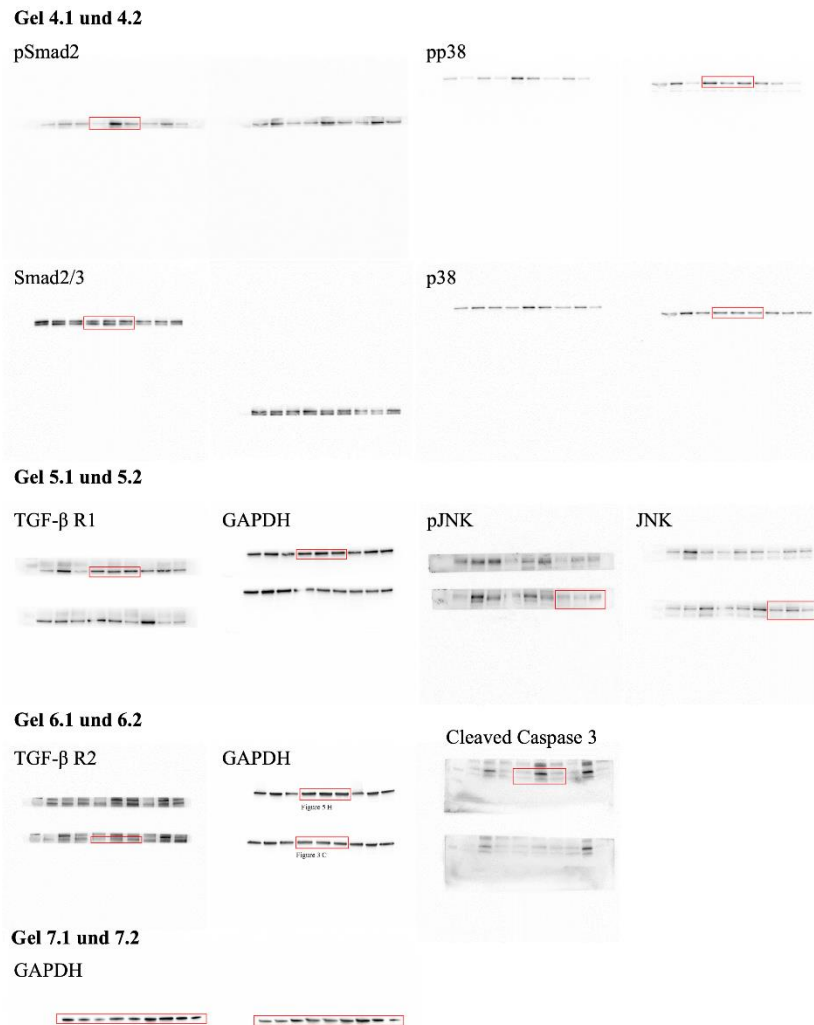 Gel 4.1 und 4.2
pSmad2
pp38
Smad2/3
p38
Gel 5.1 und 5.2
TGF-β R1
GAPDH
pJNK
JNK
Gel 6.1 und 6.2
TGF-β R2
GAPDH
Cleaved Caspase 3
Figure 5 H
Figure 3 C
Gel 7.1 und 7.2
GAPDH